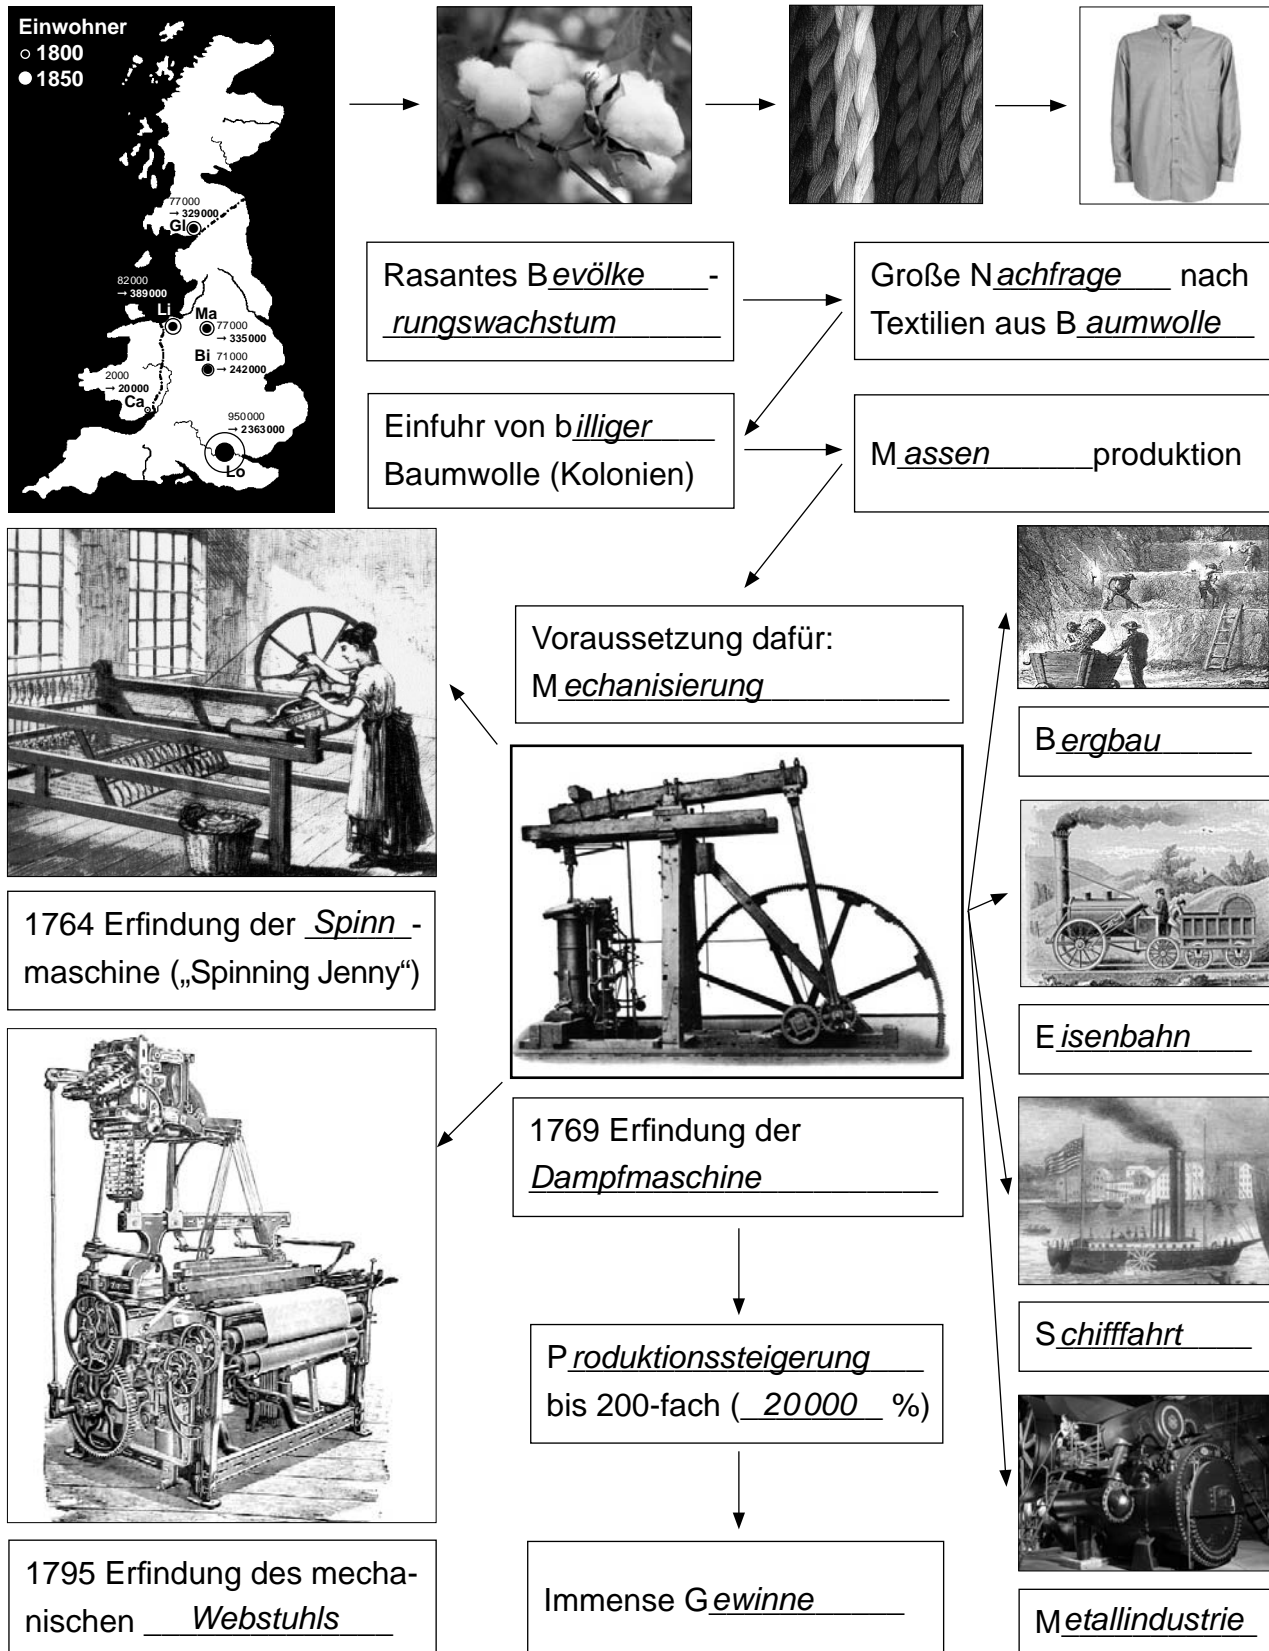 Einwohner
1800
1850
77000
→ 329000
Gl
82000
→ 389000
Li
Ma
77000
→ 335000
Bi
71000
→ 242000
2000
→ 20000
Ca
950000
→ 2363000
Lo
Rasantes Bevölke-
rungswachstum
Große Nachfrage nach
Textilien aus Baumwolle
Einfuhr von billiger
Baumwolle (Kolonien)
Massenproduktion
Voraussetzung dafür:
Mechanisierung
Bergbau
1764 Erfindung der Spinn-
maschine („Spinning Jenny“)
Eisenbahn
1769 Erfindung der
Dampfmaschine
Schifffahrt
Produktionssteigerung
bis 200-fach (20000 %)
1795 Erfindung des mecha-
nischen Webstuhls
Immense Gewinne
Metallindustrie